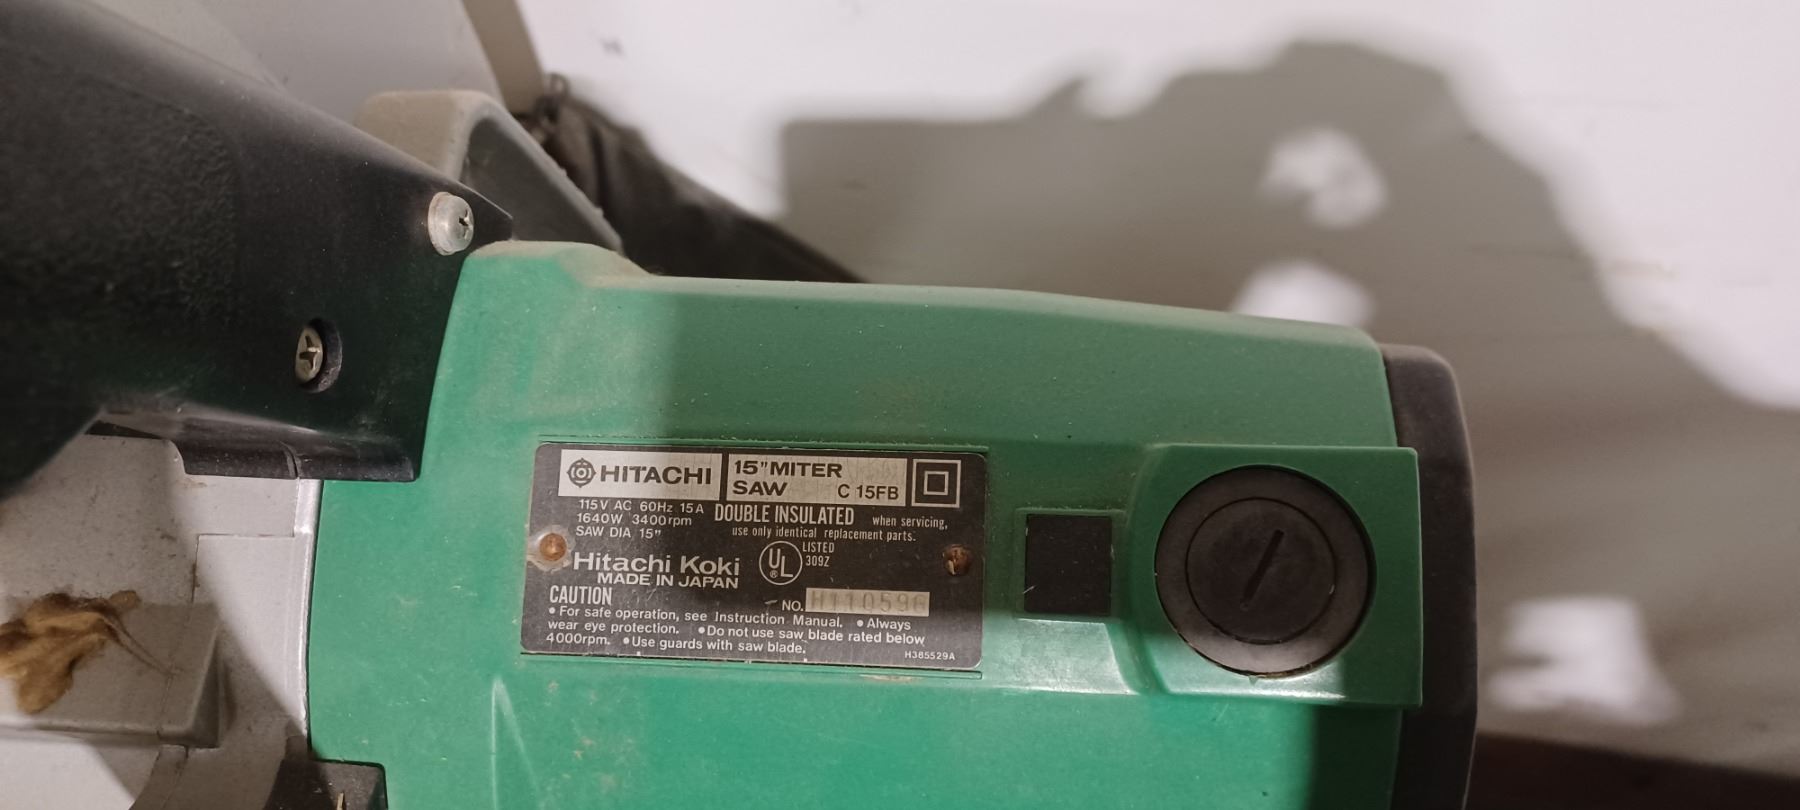 HITACHI
15" MITER
SAW C 15FB
115V AC 60Hz 15A
1640W 3400rpm
SAW DIA 15"
DOUBLE INSULATED when servicing,
use only identical replacement parts.
Hitachi Koki
MADE IN JAPAN
UL® LISTED
309Z
CAUTION
NO. H110596
• For safe operation, see Instruction Manual. • Always
wear eye protection. • Do not use saw blade rated below
4000rpm. • Use guards with saw blade.
H385529A